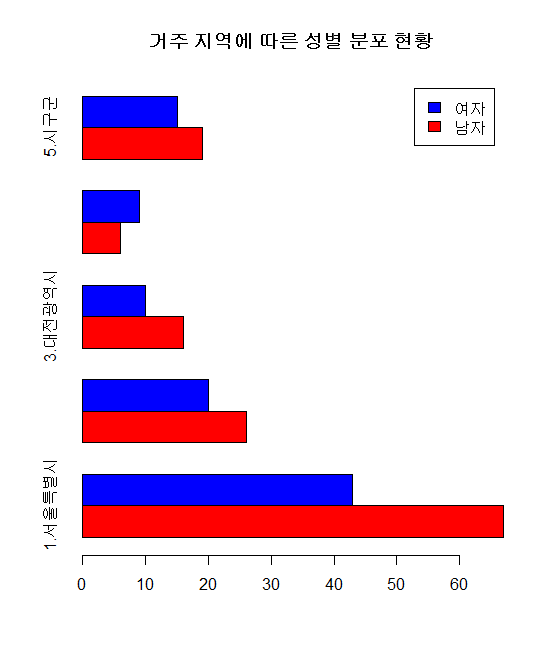 거주 지역에 따른 성별 분포 현황
여자
남자
5.시구군
3.대전광역시
1.서울특별시
0 10 20 30 40 50 60